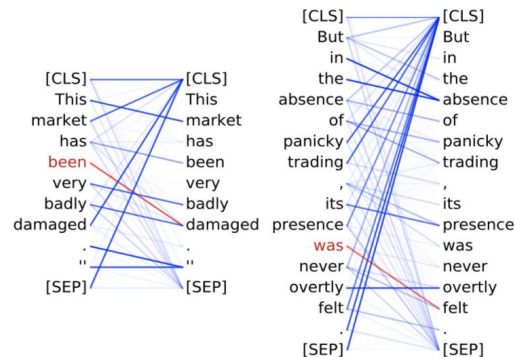 [CLS]
This
market
has
been
very
badly
damaged
.
"
[SEP]
[CLS]
This
market
has
been
very
badly
damaged
.
"
[SEP]
[CLS]
But
in
the
absence
of
panicky
trading
,
its
presence
was
never
overtly
felt
.
[SEP]
[CLS]
But
in
the
absence
of
panicky
trading
,
its
presence
was
never
overtly
felt
.
[SEP]